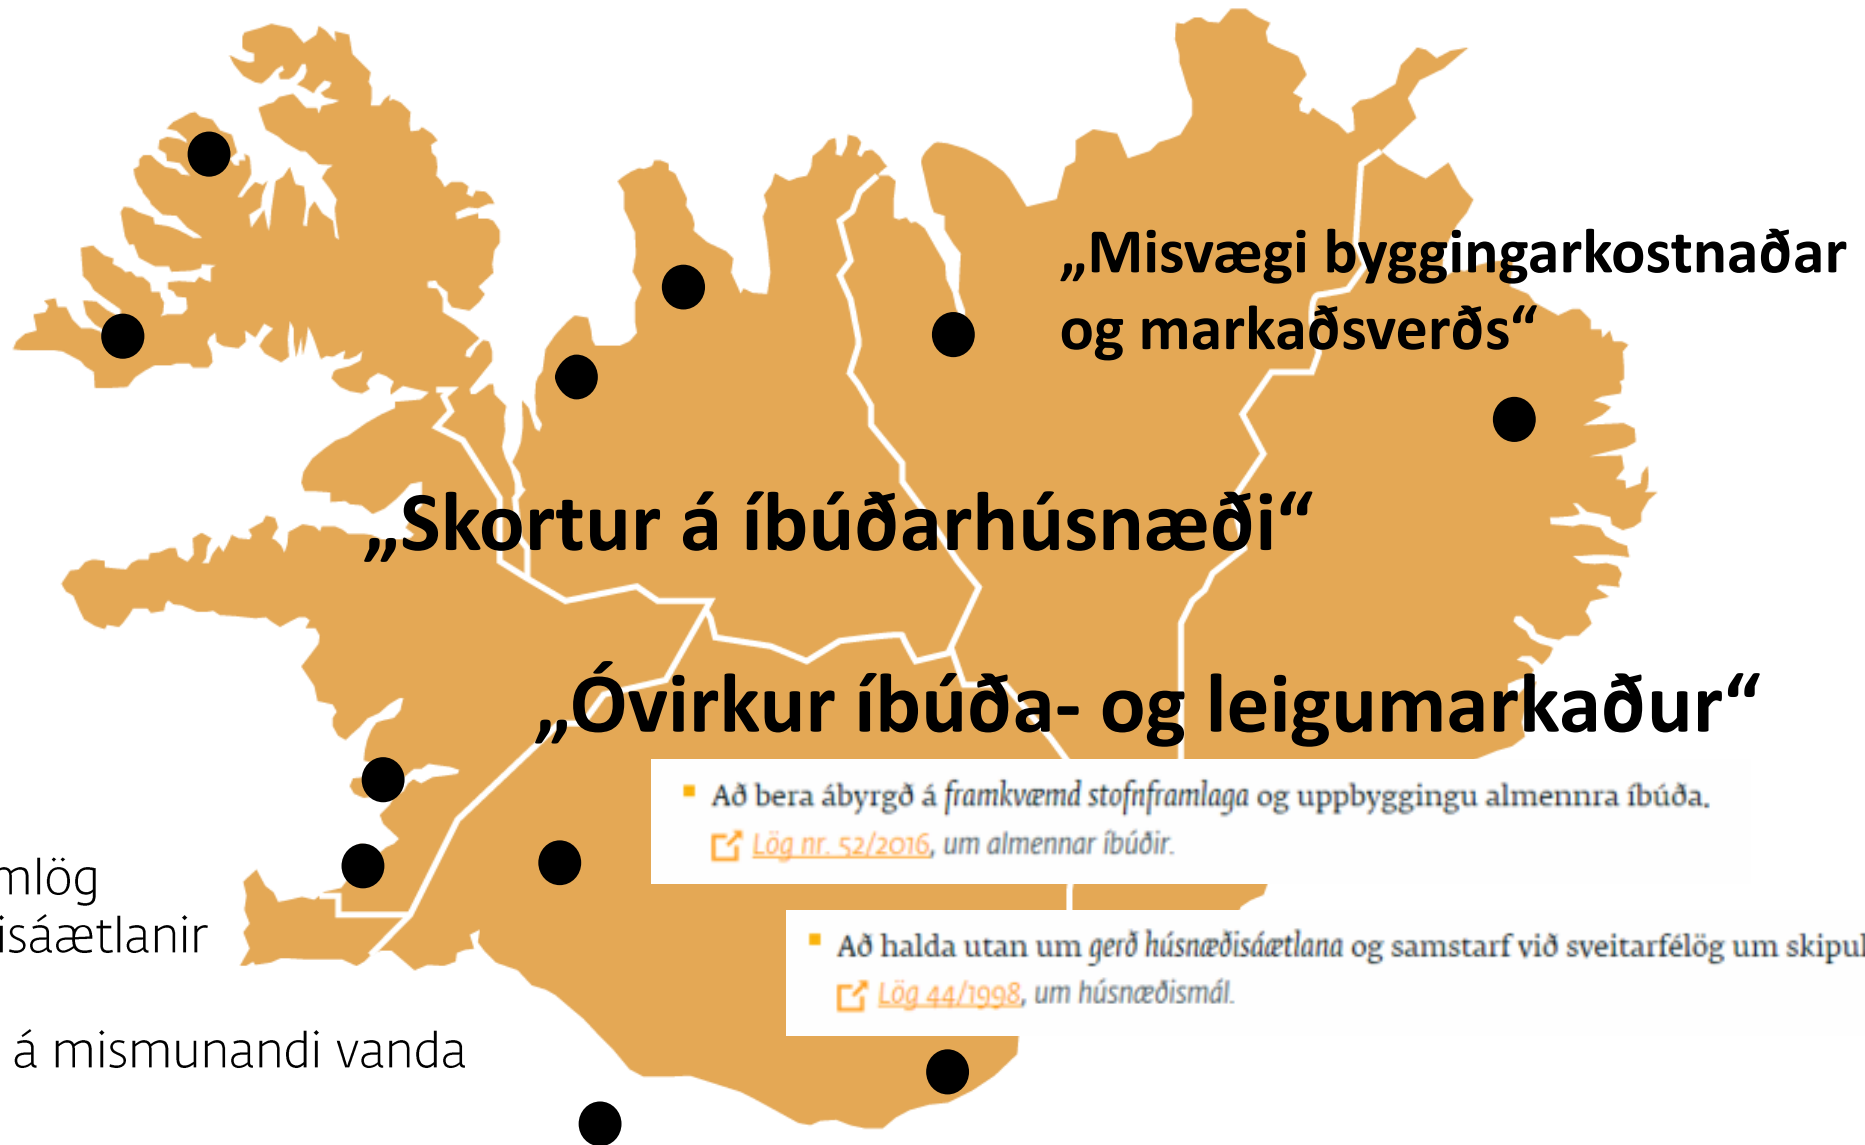 „Misvægi byggingarkostnaðar
og markaðsverðs“
„Skortur á íbúðarhúsnæði“
„Óvirkur íbúða- og leigumarkaður“
Að bera ábyrgð á framkvæmd stofnframlaga og uppbyggingu almennra íbúða.
Lög nr. 52/2016, um almennar íbúðir.
mlög
isáætlanir
Að halda utan um gerð húsnæðisáætlana og samstarf við sveitarfélög um skipul
Lög 44/1998, um húsnæðismál.
á mismunandi vanda